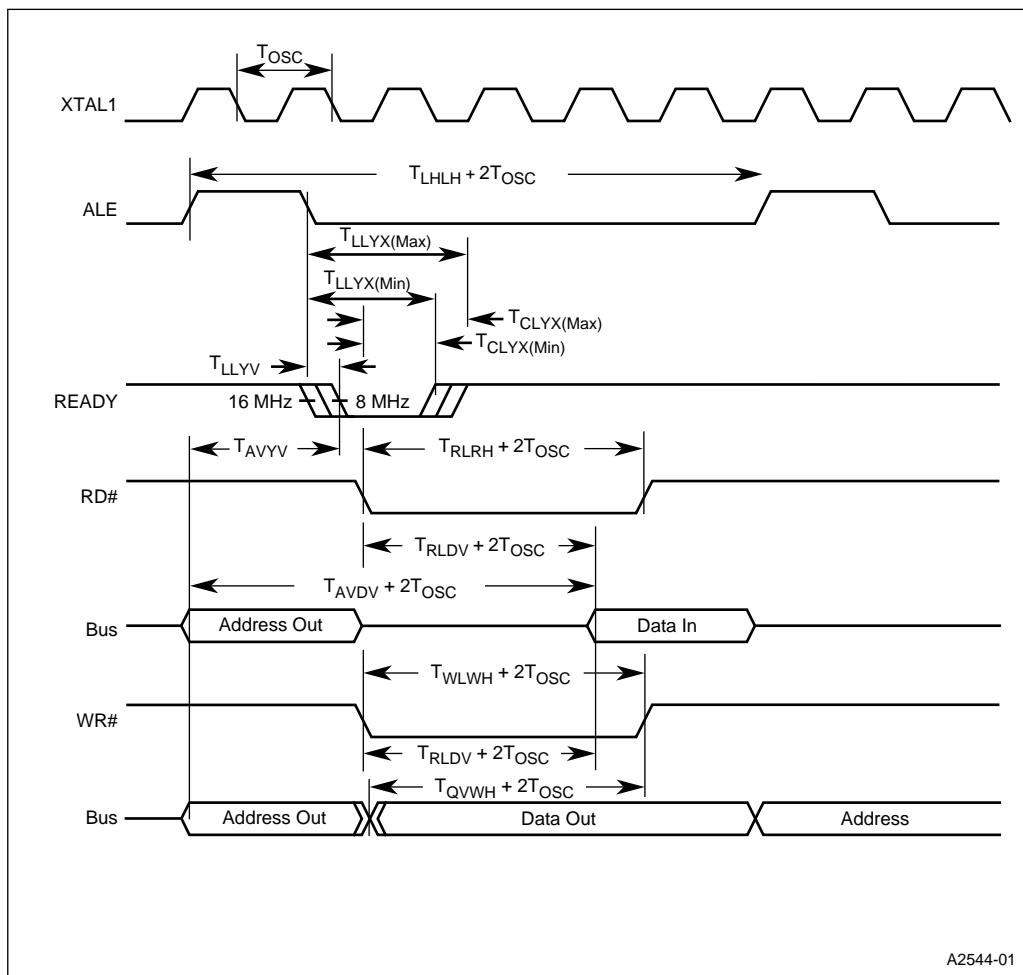 TOSC
XTAL1
TLHLH + 2TOSC
ALE
TLLYX(Max)
TLLYX(Min)
TCLYX(Max)
TCLYX(Min)
TLLYV
READY
16 MHz
8 MHz
TAVYV
TRLRH + 2TOSC
RD#
TRLDV + 2TOSC
TAVDV + 2TOSC
Bus
Address Out
Data In
TWLWH + 2TOSC
WR#
TRLDV + 2TOSC
TQVWH + 2TOSC
Bus
Address Out
Data Out
Address
A2544-01